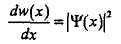 dw(x)/dx = |Ψ(x)|²